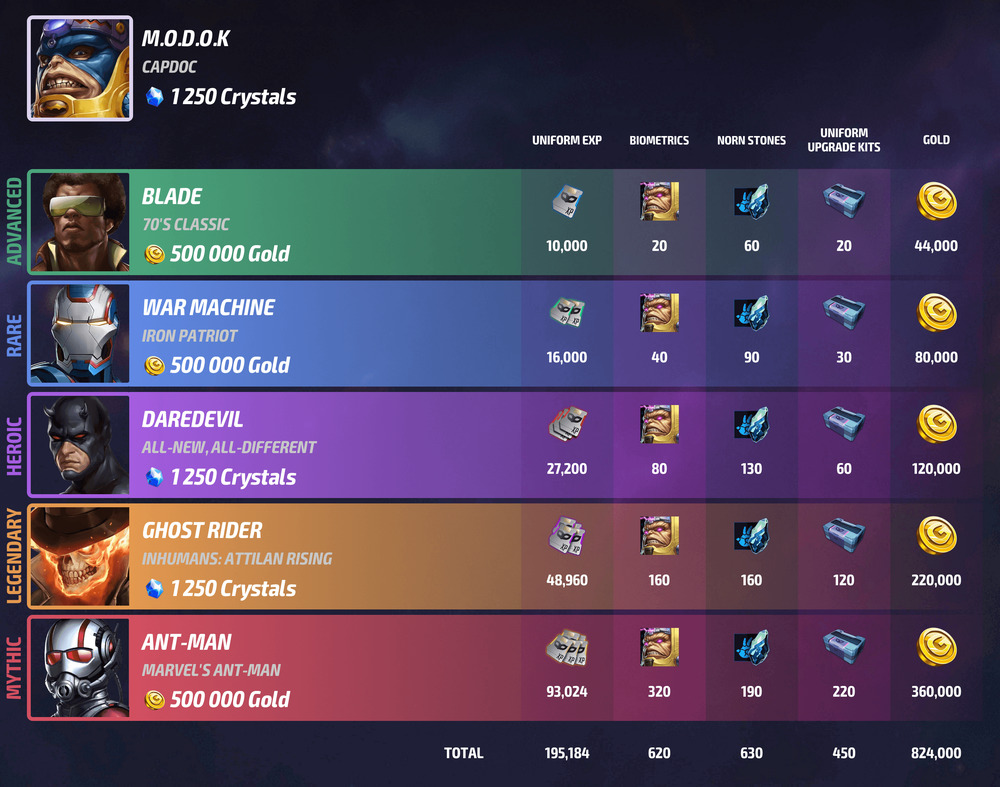 M.O.D.O.K
CAPDOC
1 250 Crystals
UNIFORM EXP BIOMETRICS NORN STONES UNIFORM UPGRADE KITS GOLD
ADVANCED
BLADE
70'S CLASSIC
500 000 Gold
10,000 20 60 20 44,000
RARE
WAR MACHINE
IRON PATRIOT
500 000 Gold
16,000 40 90 30 80,000
HEROIC
DAREDEVIL
ALL-NEW, ALL-DIFFERENT
1 250 Crystals
27,200 80 130 60 120,000
LEGENDARY
GHOST RIDER
INHUMANS: ATTILAN RISING
1 250 Crystals
48,960 160 160 120 220,000
MYTHIC
ANT-MAN
MARVEL'S ANT-MAN
500 000 Gold
93,024 320 190 220 360,000
TOTAL 195,184 620 630 450 824,000